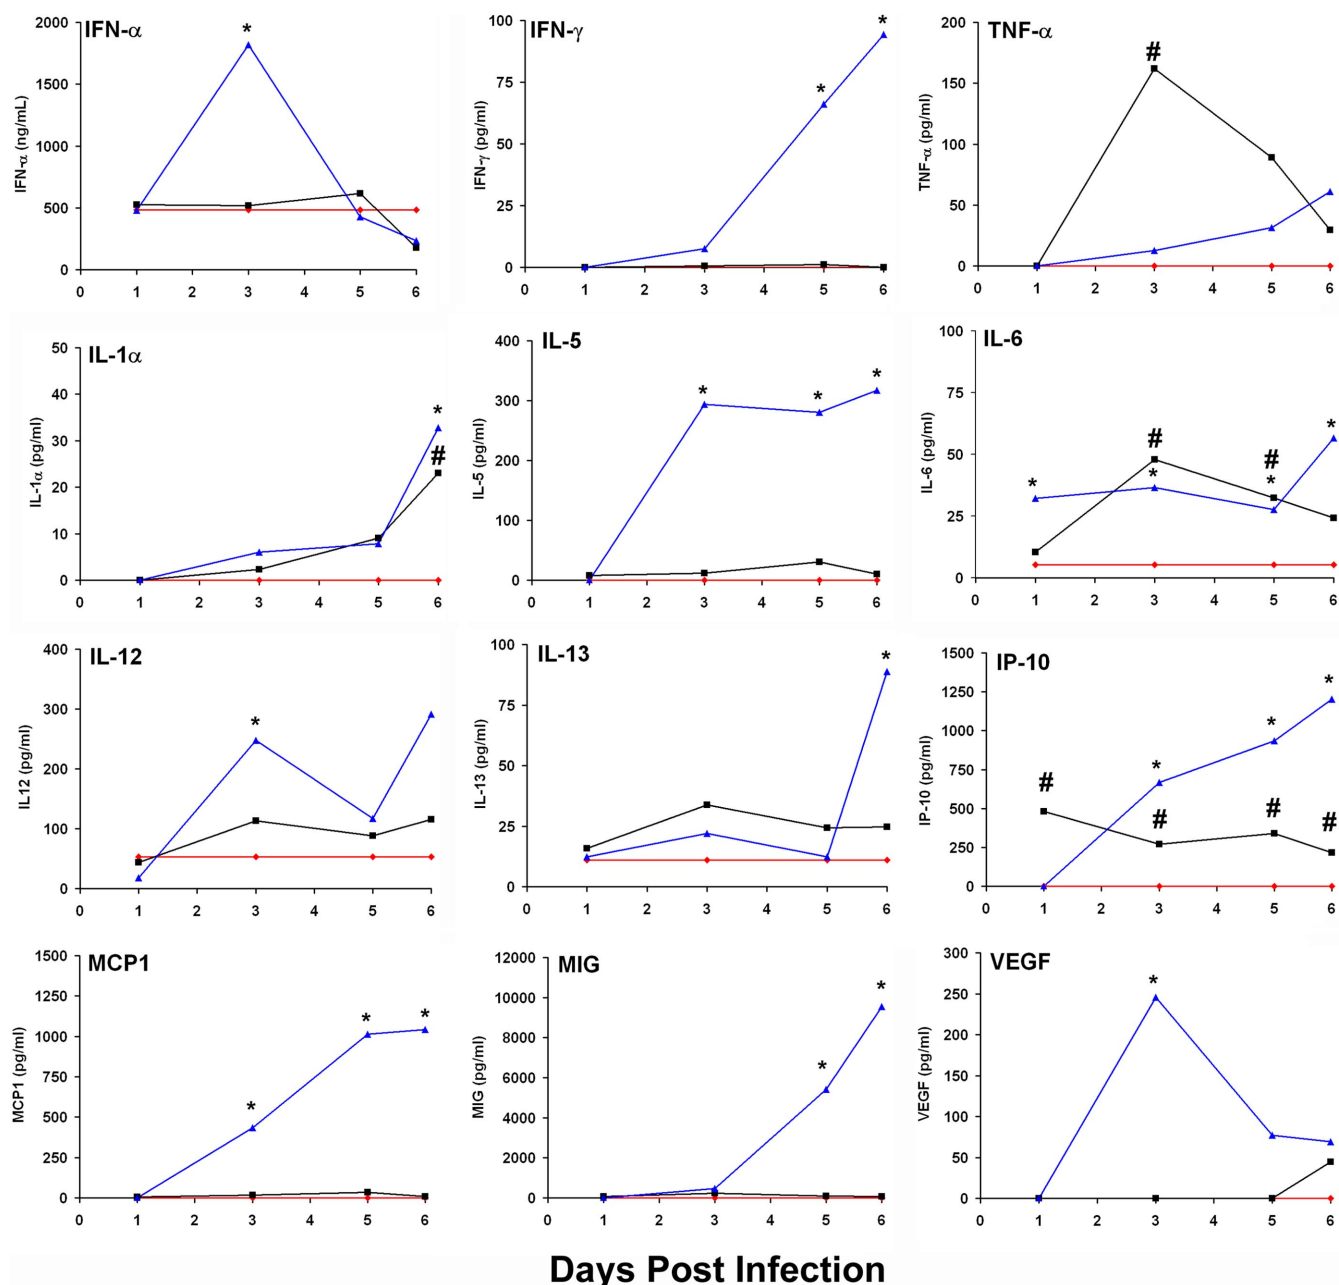 IFN-α
IFN-α (ng/mL)
2000
1500
1000
500
0
*
0 1 2 3 4 5 6
IFN-γ
IFN-γ (pg/ml)
100
75
50
25
0
* *
0 1 2 3 4 5 6
TNF-α
TNF-α (pg/ml)
200
150
100
50
0
#
0 1 2 3 4 5 6
IL-1α
IL-1α (pg/ml)
50
40
30
20
10
0
*
#
0 1 2 3 4 5 6
IL-5
IL-5 (pg/ml)
400
300
200
100
0
* * *
0 1 2 3 4 5 6
IL-6
IL-6 (pg/ml)
100
75
50
25
0
* # * # * *
0 1 2 3 4 5 6
IL-12
IL12 (pg/ml)
400
300
200
100
0
*
0 1 2 3 4 5 6
IL-13
IL-13 (pg/ml)
100
75
50
25
0
*
0 1 2 3 4 5 6
IP-10
IP-10 (pg/ml)
1500
1250
1000
750
500
250
0
* * *
# # # #
0 1 2 3 4 5 6
MCP1
MCP1 (pg/ml)
1500
1250
1000
750
500
250
0
* * *
0 1 2 3 4 5 6
MIG
MIG (pg/ml)
12000
10000
8000
6000
4000
2000
0
* *
0 1 2 3 4 5 6
VEGF
VEGF (pg/ml)
300
250
200
150
100
50
0
*
0 1 2 3 4 5 6
Days Post Infection